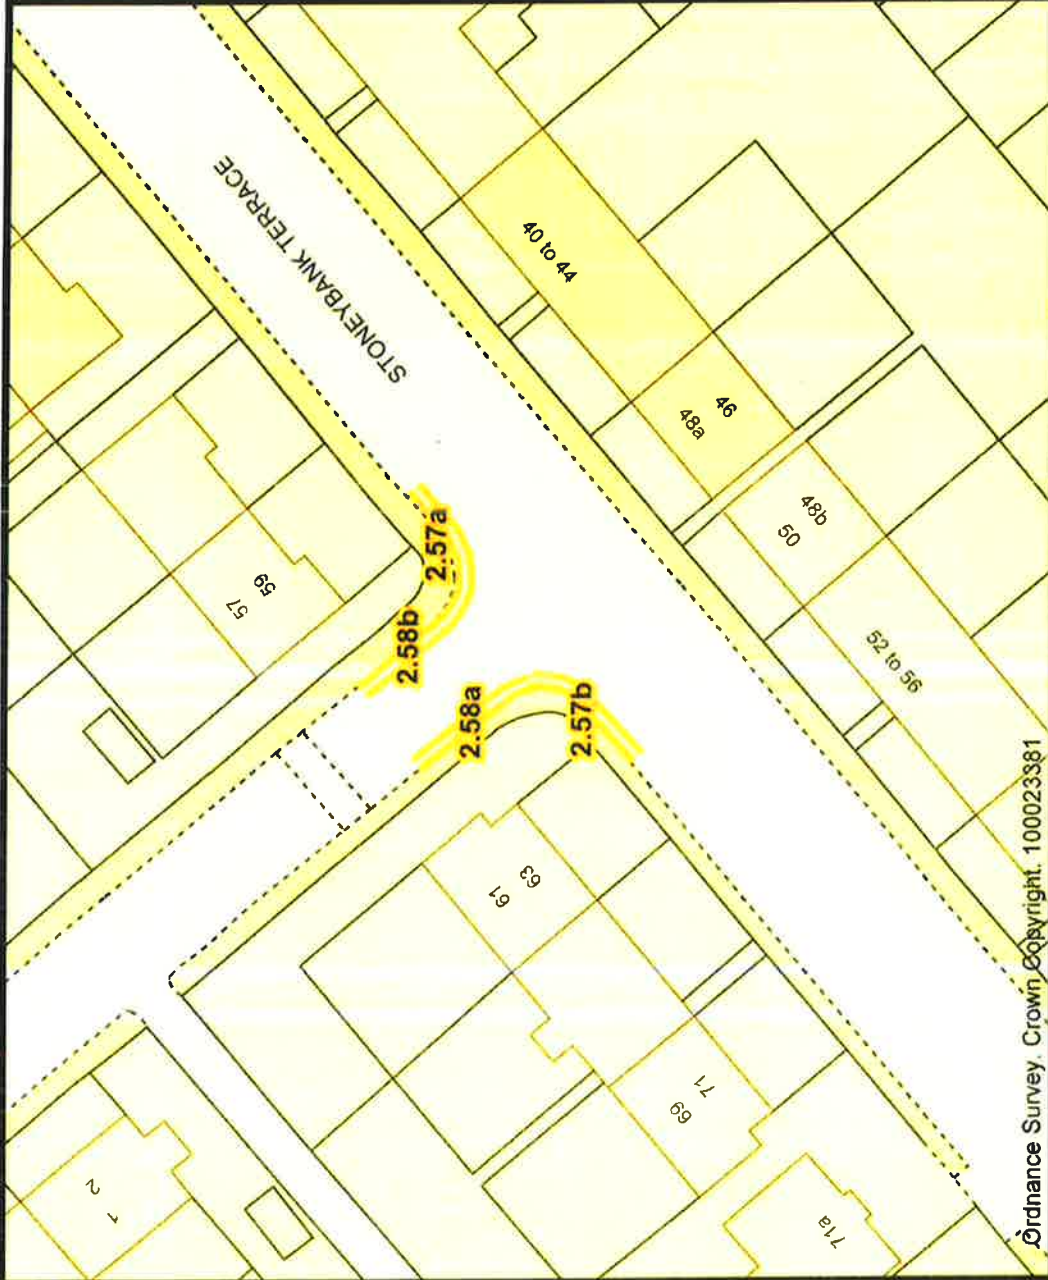 STONEYBANK TERRACE
40 to 44
46
48a
48b
50
52 to 56
57
59
2.57a
2.58b
2.58a
2.57b
61
63
69
71
71a
1
2
Ordnance Survey. Crown Copyright. 100023381